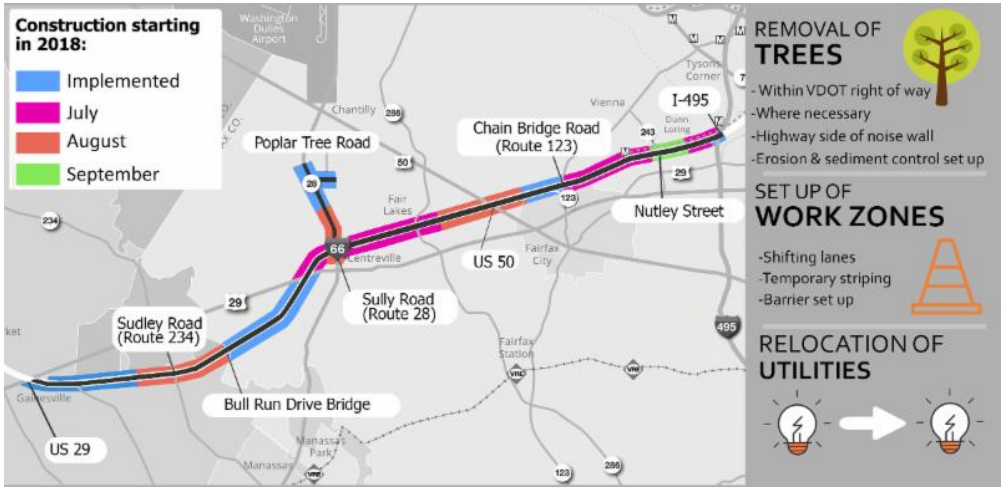 Construction starting
in 2018:
Implemented
July
August
September
Washington
Dulles
Airport
Chantilly
286
50
Poplar Tree Road
28
Chain Bridge Road
(Route 123)
Vienna
Tysons
Corner
7
I-495
Dunn
Loring
243
M
M
M
M
M
M
29
Nutley Street
123
Fair
Lakes
66
Centreville
US 50
Fairfax
City
Sully Road
(Route 28)
234
29
Sudley Road
(Route 234)
Bull Run Drive Bridge
Gainesville
US 29
Manassas
Park
Manassas
Fairfax
Station
VRE
VRE
VRE
495
123
286
REMOVAL OF
TREES
-Within VDOT right of way
-Where necessary
-Highway side of noise wall
-Erosion & sediment control set up
SET UP OF
WORK ZONES
-Shifting lanes
-Temporary striping
-Barrier set up
RELOCATION OF
UTILITIES